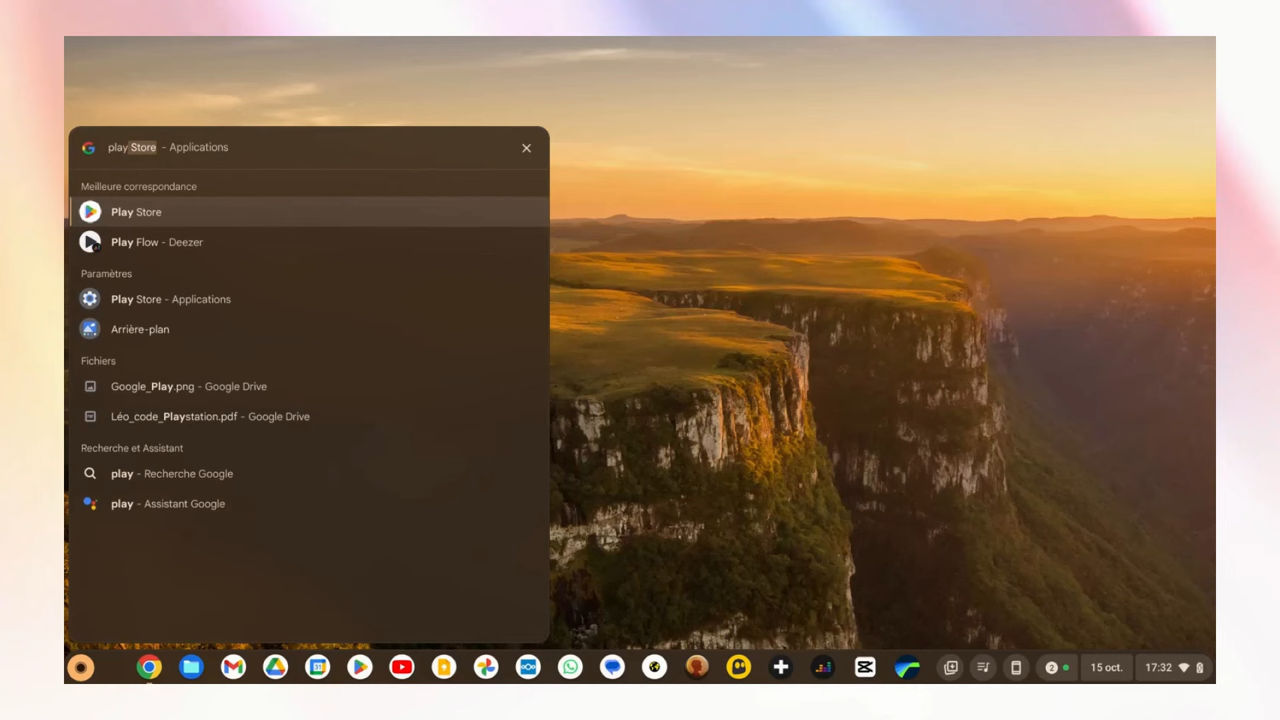 play Store - Applications
Meilleure correspondance
Play Store
Play Flow - Deezer
Paramètres
Play Store - Applications
Arrière-plan
Fichiers
Google_Play.png - Google Drive
Léo_code_Playstation.pdf - Google Drive
Recherche et Assistant
play - Recherche Google
play - Assistant Google
31
2
15 oct.
17:32